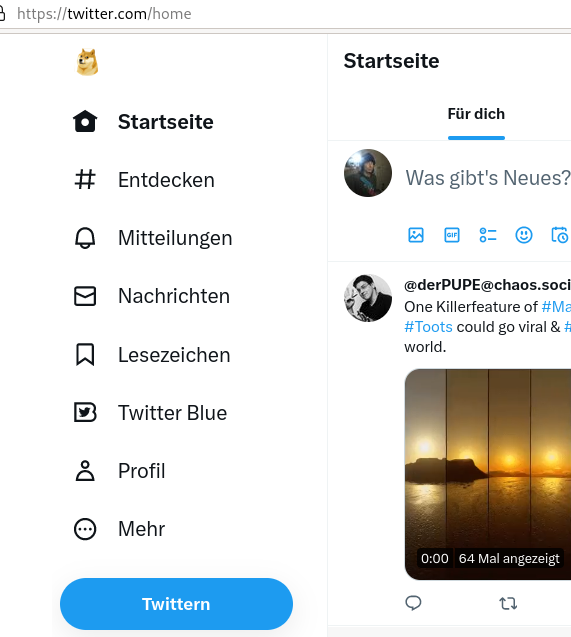 https://twitter.com/home
Startseite
Entdecken
Mitteilungen
Nachrichten
Lesezeichen
Twitter Blue
Profil
Mehr
Twittern
Startseite
Für dich
Was gibt's Neues?
GIF
@derPUPE@chaos.soci
One Killerfeature of #Ma
#Toots could go viral & #
world.
0:00 64 Mal angezeigt